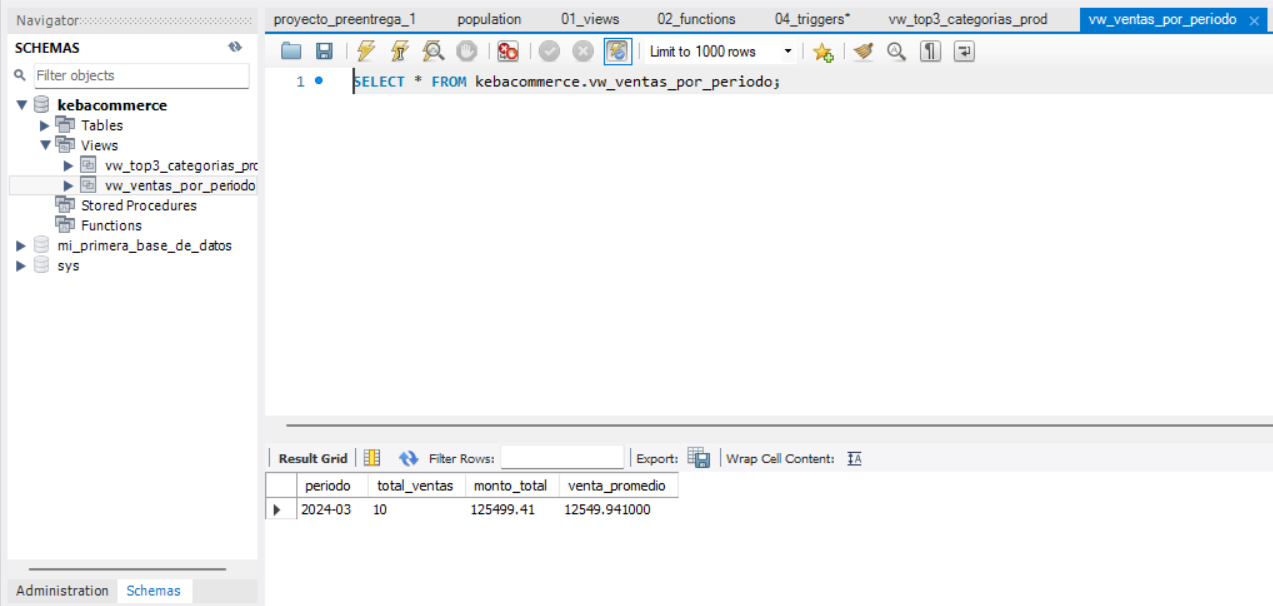 Navigator
SCHEMAS
Filter objects
kebacommerce
Tables
Views
vw_top3_categorias_pro
vw_ventas_por_periodo
Stored Procedures
Functions
mi_primera_base_de_datos
sys
Administration Schemas
proyecto_preentrega_1 population 01_views 02_functions 04_triggers* vw_top3_categorias_prod vw_ventas_por_periodo
Limit to 1000 rows
1 SELECT * FROM kebacommerce.vw_ventas_por_periodo;
Result Grid Filter Rows: Export: Wrap Cell Content:
periodo total_ventas monto_total venta_promedio
2024-03 10 125499.41 12549.941000